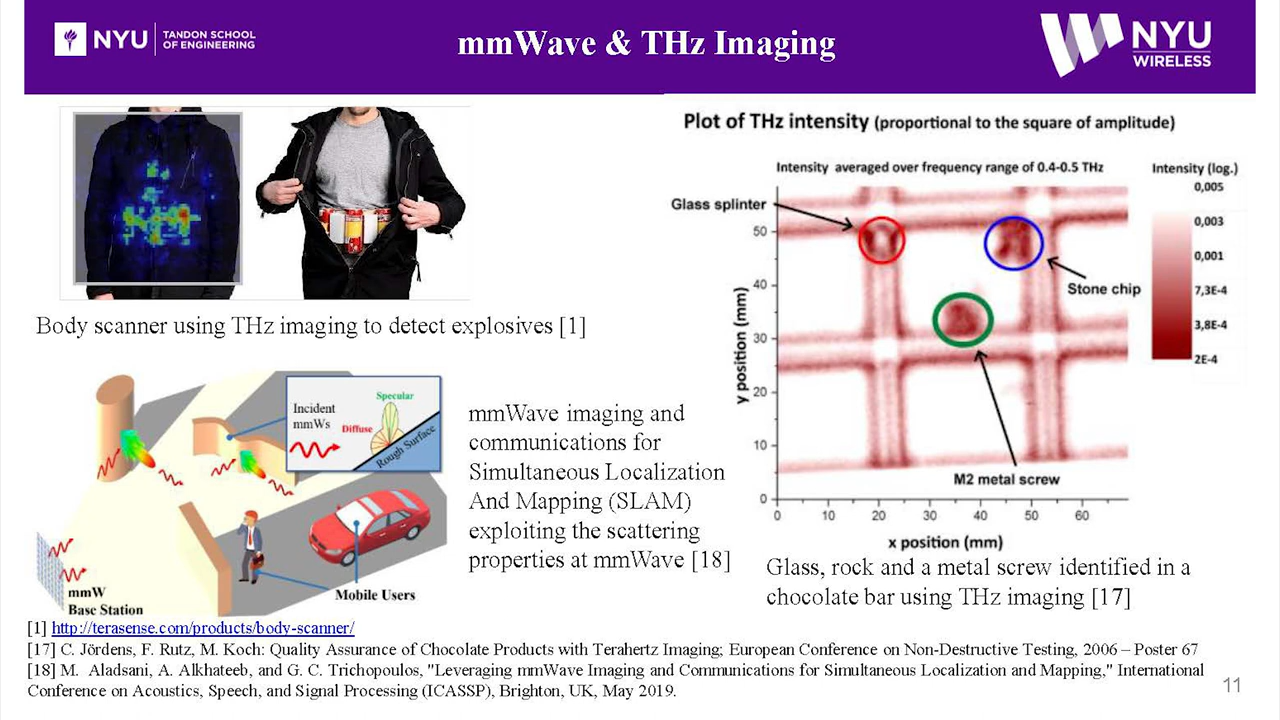 NYU
TANDON SCHOOL
OF ENGINEERING
mmWave & THz Imaging
NYU
WIRELESS
Body scanner using THz imaging to detect explosives [1]
Incident
mmWs
Specular
Diffuse
Rough Surface
mmW
Base Station
Mobile Users
mmWave imaging and
communications for
Simultaneous Localization
And Mapping (SLAM)
exploiting the scattering
properties at mmWave [18]
Plot of THz intensity (proportional to the square of amplitude)
Intensity averaged over frequency range of 0.4-0.5 THz
Intensity (log.)
0,005
0,003
0,001
7,3E-4
3,8E-4
2E-4
Glass splinter
Stone chip
M2 metal screw
y position (mm)
50
40
30
20
10
0
0 10 20 30 40 50 60
x position (mm)
Glass, rock and a metal screw identified in a
chocolate bar using THz imaging [17]
[1] http://terasense.com/products/body-scanner/
[17] C. Jördens, F. Rutz, M. Koch: Quality Assurance of Chocolate Products with Terahertz Imaging; European Conference on Non-Destructive Testing, 2006 – Poster 67
[18] M. Aladsani, A. Alkhateeb, and G. C. Trichopoulos, "Leveraging mmWave Imaging and Communications for Simultaneous Localization and Mapping," International
Conference on Acoustics, Speech, and Signal Processing (ICASSP), Brighton, UK, May 2019.
11